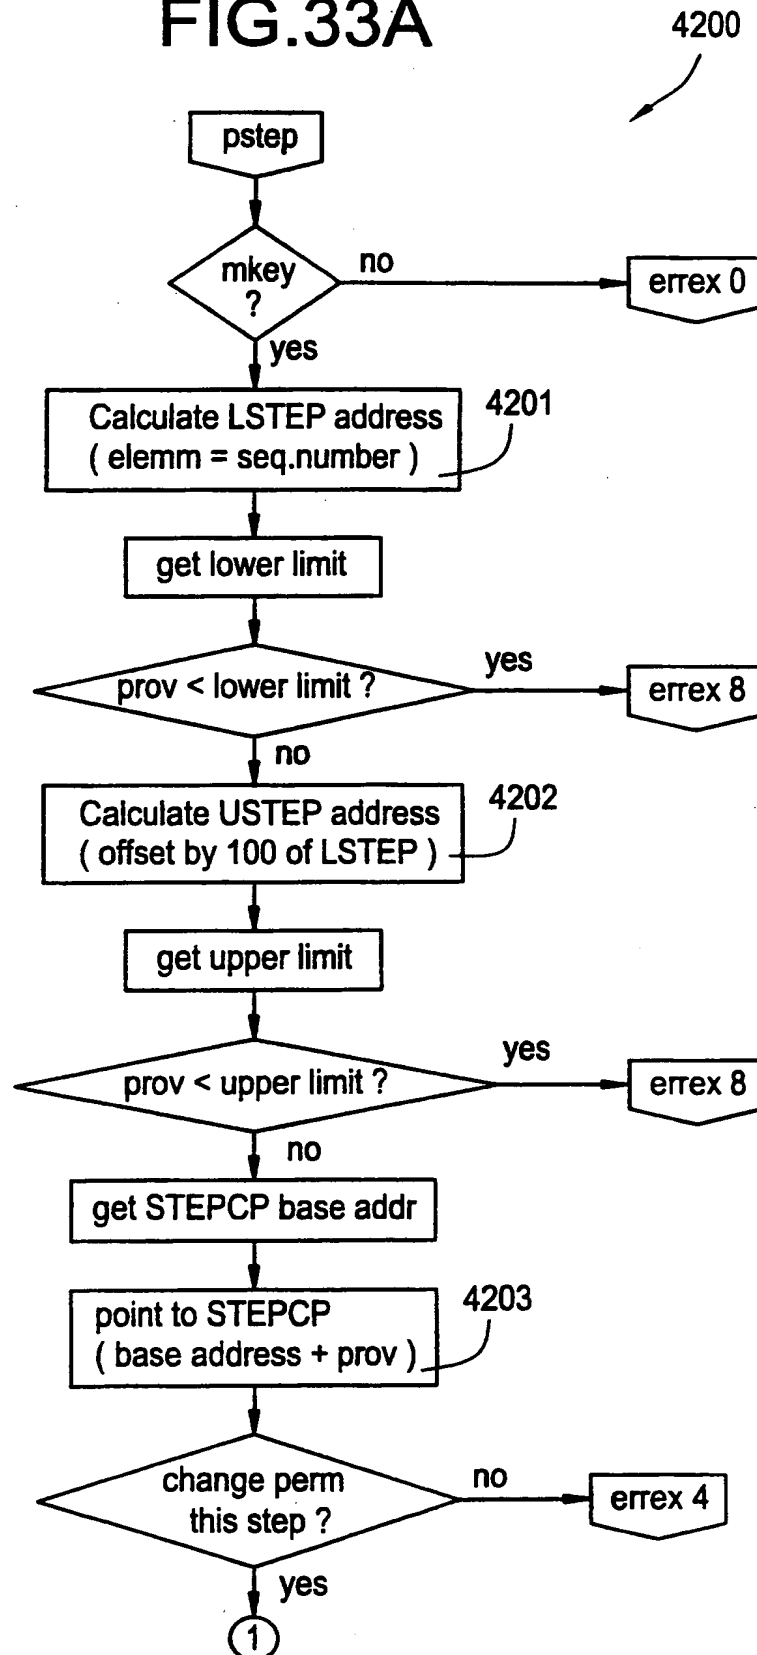 FIG.33A
4200
pstep
mkey
?
no
errex 0
yes
Calculate LSTEP address
( elemm = seq.number )
4201
get lower limit
prov < lower limit ?
yes
errex 8
no
Calculate USTEP address
( offset by 100 of LSTEP )
4202
get upper limit
prov < upper limit ?
yes
errex 8
no
get STEPCP base addr
point to STEPCP
( base address + prov )
4203
change perm
this step ?
no
errex 4
yes
1